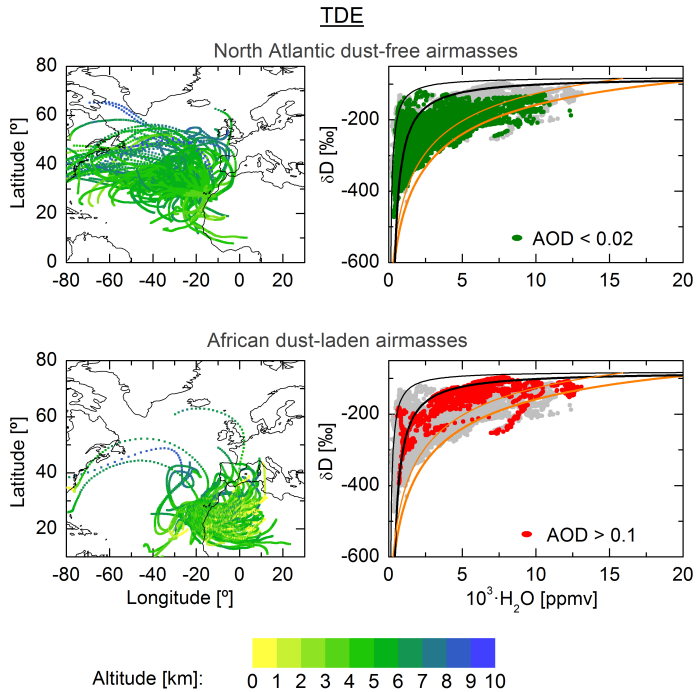 TDE
North Atlantic dust-free airmasses
80
60
40
20
0
Latitude [º]
-80 -60 -40 -20 0 20
-200
-400
-600
δD [‰]
0 5 10 15 20
AOD < 0.02
African dust-laden airmasses
80
60
40
20
Latitude [º]
-80 -60 -40 -20 0 20
Longitude [º]
-200
-400
-600
δD [‰]
0 5 10 15 20
AOD > 0.1
10³·H₂O [ppmv]
Altitude [km]:
0 1 2 3 4 5 6 7 8 9 10